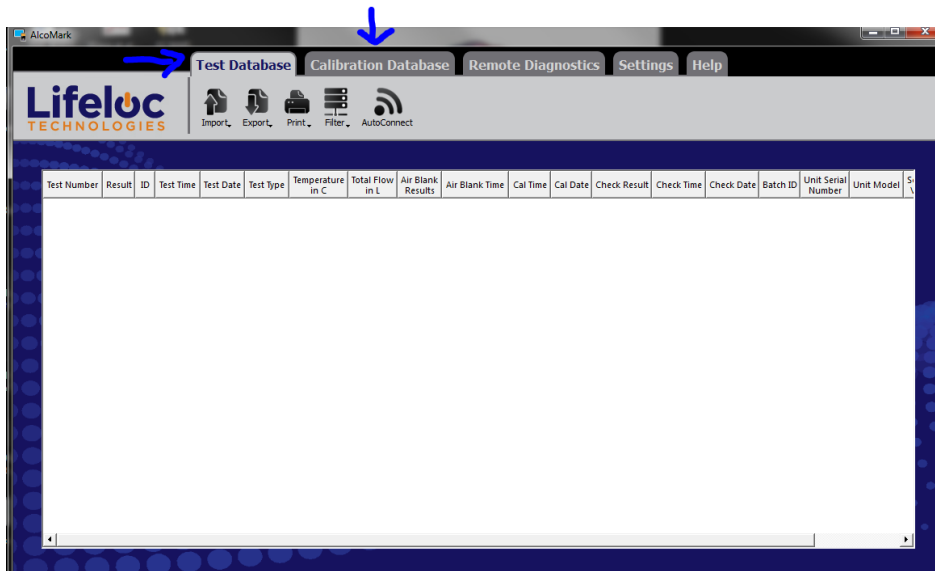 AlcoMark
Test Database Calibration Database Remote Diagnostics Settings Help
Lifeloc
TECHNOLOGIES
Import Export Print Filter AutoConnect
Test Number Result ID Test Time Test Date Test Type Temperature in C Total Flow in L Air Blank Results Air Blank Time Cal Time Cal Date Check Result Check Time Check Date Batch ID Unit Serial Number Unit Model